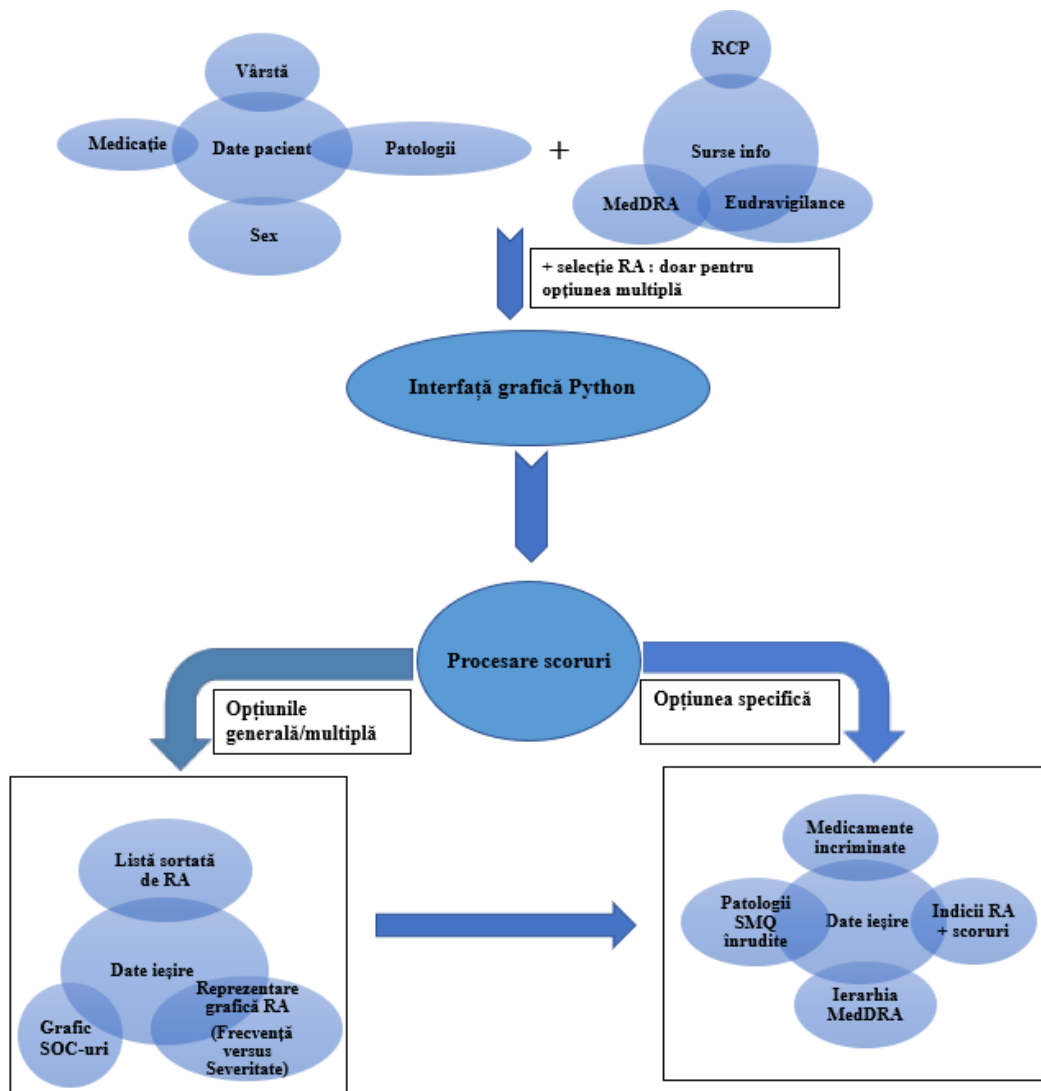 RCP
Vârstă
Medicație
Date pacient
Patologii
+
Surse info
MedDRA
Eudravigilance
Sex
+ selecție RA : doar pentru
opțiunea multiplă
Interfață grafică Python
Procesare scoruri
Opțiunile
generală/multiplă
Opțiunea specifică
Listă sortată
de RA
Date ieșire
Reprezentare
grafică RA
(Frecvență
versus
Severitate)
Grafic
SOC-uri
Medicamente
incriminate
Patologii
SMQ
înrudite
Date ieșire
Indicii RA
+ scoruri
Ierarhia
MedDRA